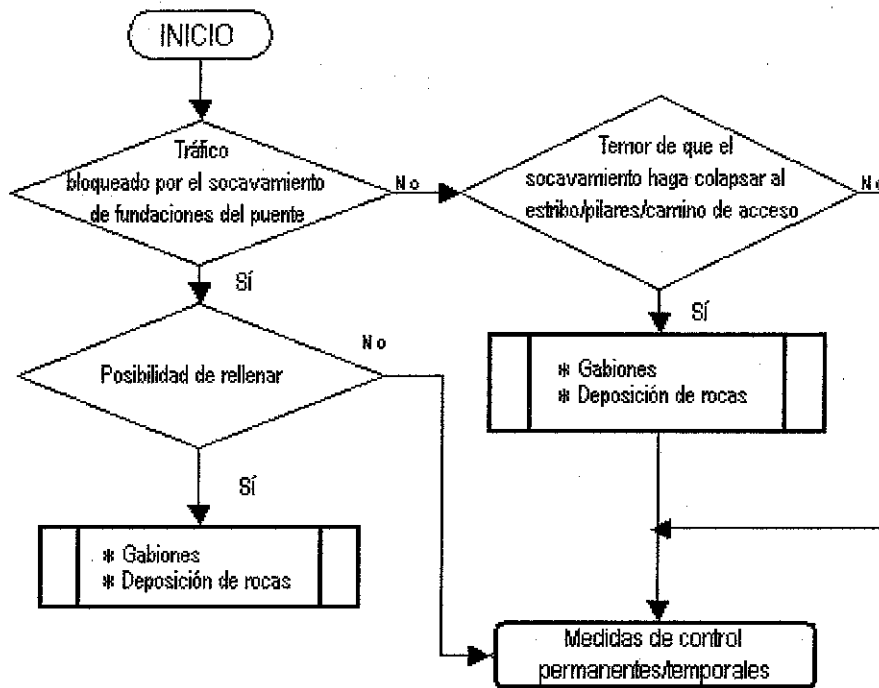 INICIO
Tráfico
bloqueado por el socavamiento
de fundaciones del puente
No
Temor de que el
socavamiento haga colapsar al
estribo/pilares/camino de acceso
No
Sí
Sí
Posibilidad de rellenar
No
* Gabiones
* Deposición de rocas
Sí
* Gabiones
* Deposición de rocas
Medidas de control
permanentes/temporales